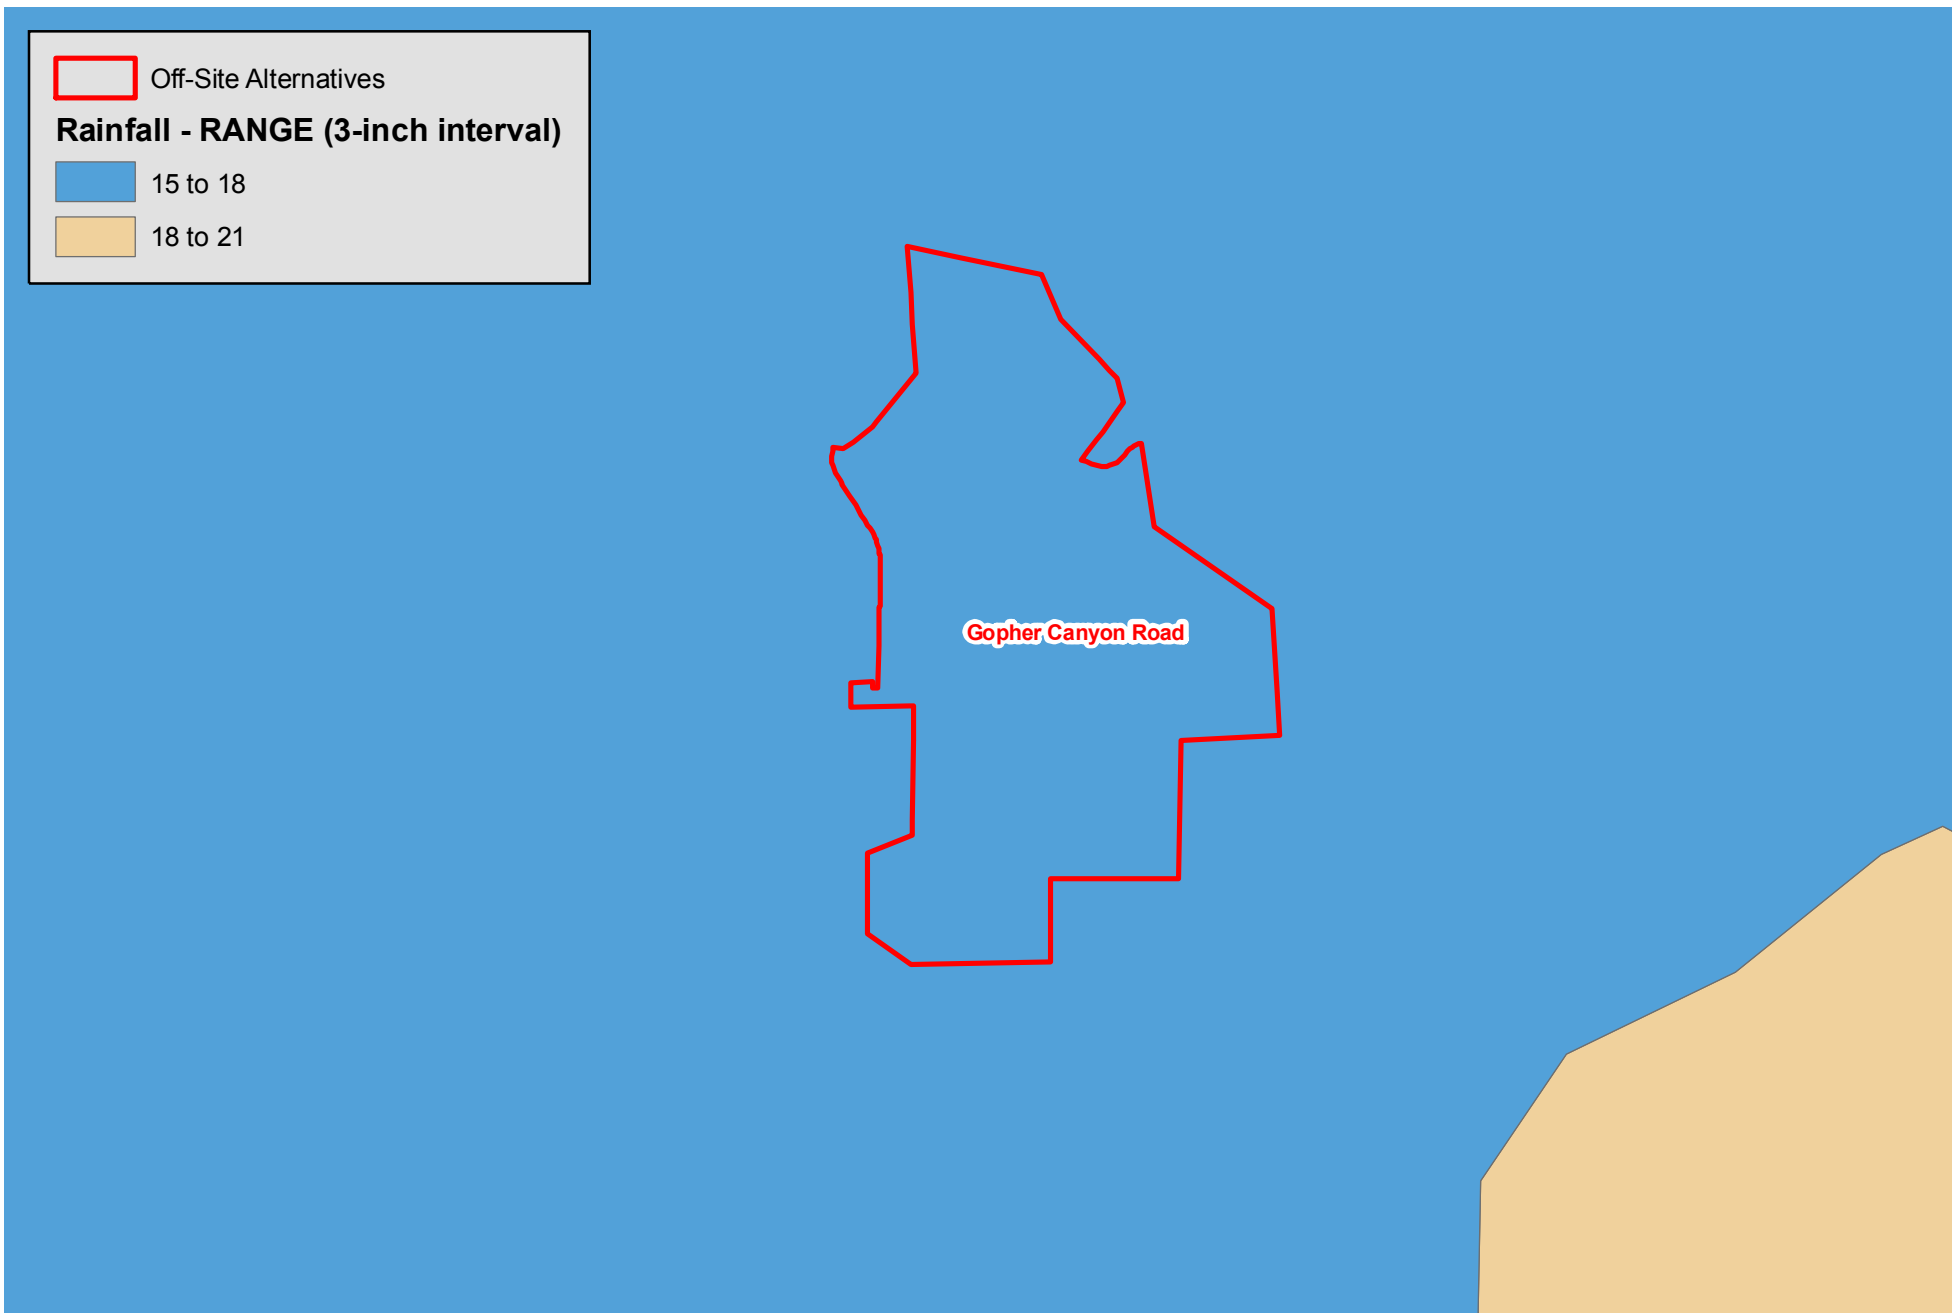 Off-Site Alternatives
Rainfall - RANGE (3-inch interval)
15 to 18
18 to 21
Gopher Canyon Road